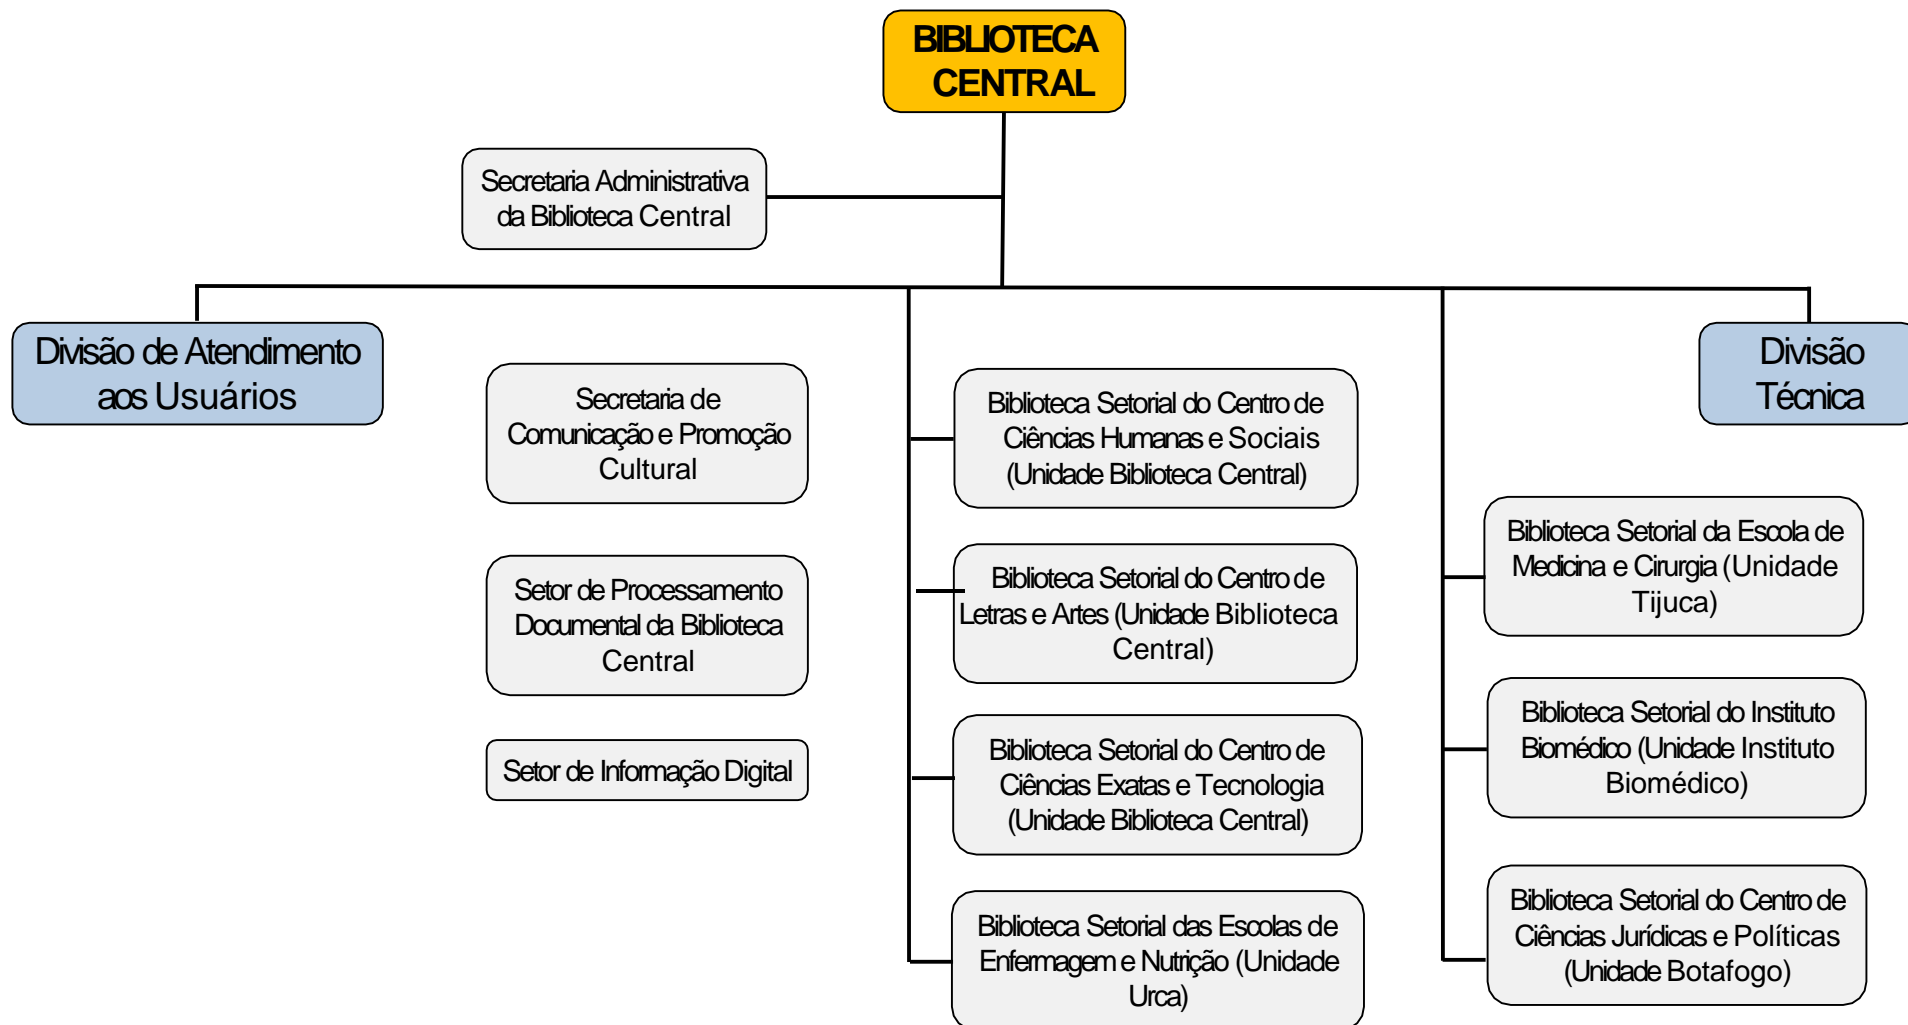 BIBLIOTECA
CENTRAL
Secretaria Administrativa
da Biblioteca Central
Divisão de Atendimento
aos Usuários
Secretaria de
Comunicação e Promoção
Cultural
Setor de Processamento
Documental da Biblioteca
Central
Setor de Informação Digital
Biblioteca Setorial do Centro de
Ciências Humanas e Sociais
(Unidade Biblioteca Central)
Biblioteca Setorial do Centro de
Letras e Artes (Unidade Biblioteca
Central)
Biblioteca Setorial do Centro de
Ciências Exatas e Tecnologia
(Unidade Biblioteca Central)
Biblioteca Setorial das Escolas de
Enfermagem e Nutrição (Unidade
Urca)
Divisão
Técnica
Biblioteca Setorial da Escola de
Medicina e Cirurgia (Unidade
Tijuca)
Biblioteca Setorial do Instituto
Biomédico (Unidade Instituto
Biomédico)
Biblioteca Setorial do Centro de
Ciências Jurídicas e Políticas
(Unidade Botafogo)